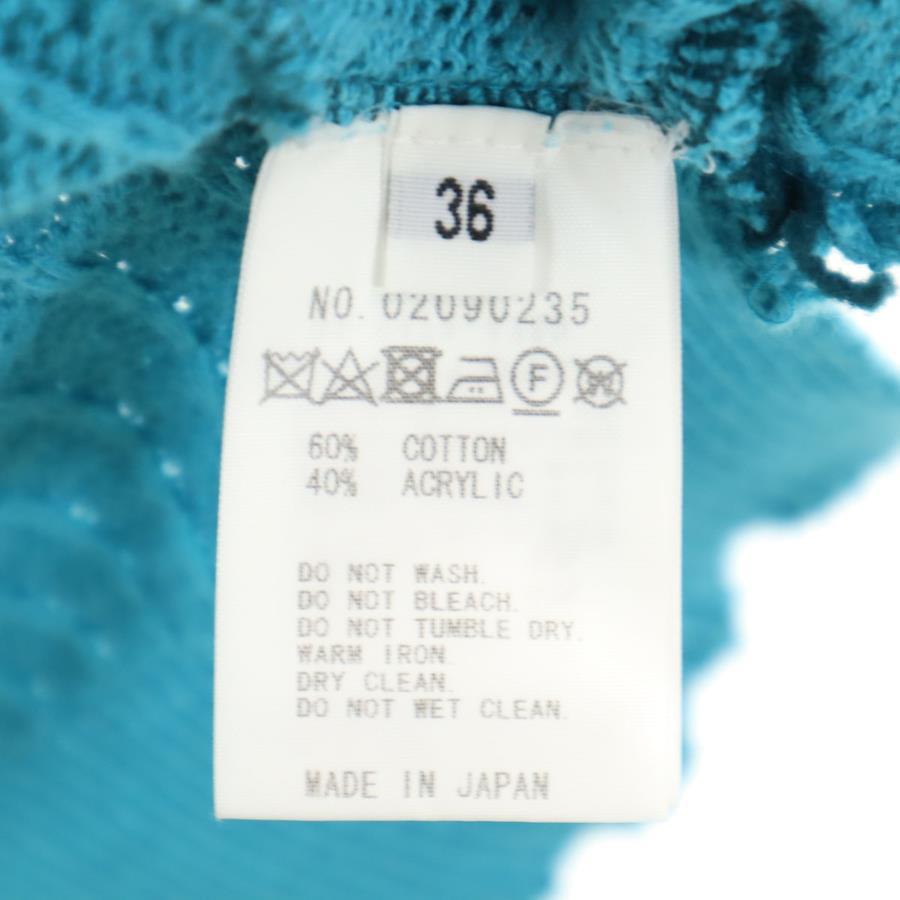 36
NO. 02090235
F
W
60% COTTON
40% ACRYLIC
DO NOT WASH.
DO NOT BLEACH.
DO NOT TUMBLE DRY.
WARM IRON.
DRY CLEAN.
DO NOT WET CLEAN.
MADE IN JAPAN